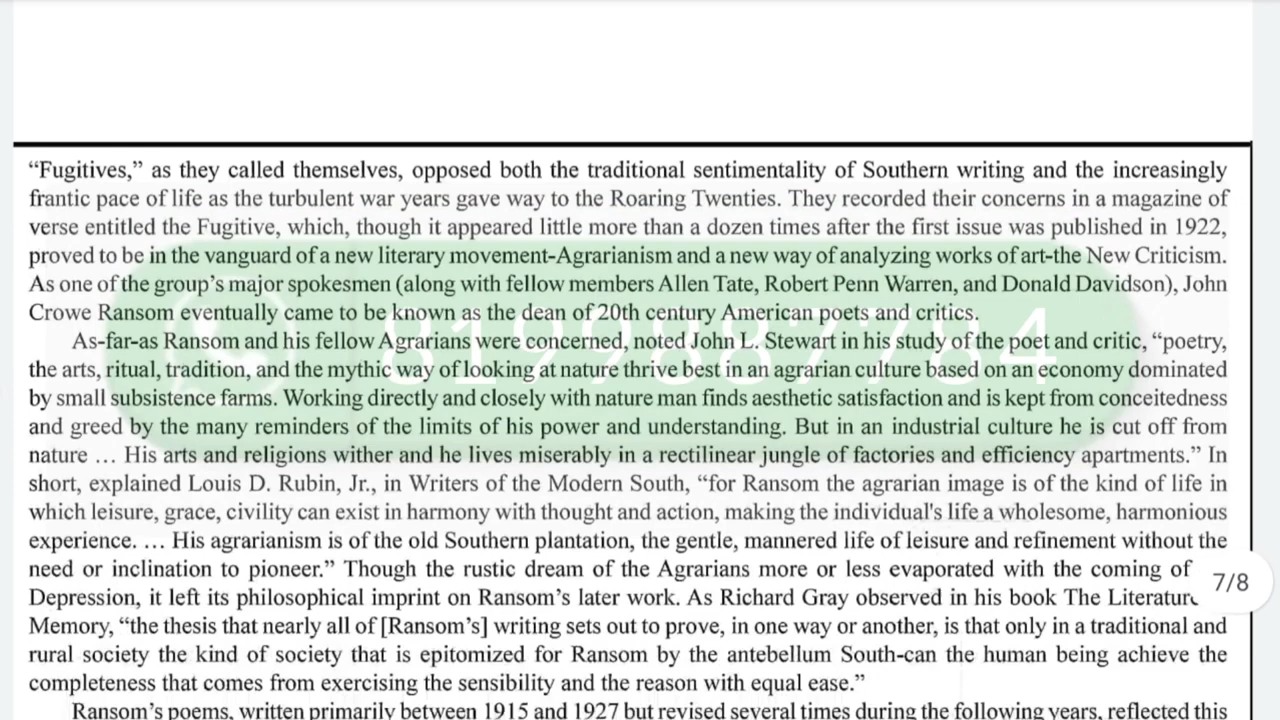 “Fugitives,” as they called themselves, opposed both the traditional sentimentality of Southern writing and the increasingly
frantic pace of life as the turbulent war years gave way to the Roaring Twenties. They recorded their concerns in a magazine of
verse entitled the Fugitive, which, though it appeared little more than a dozen times after the first issue was published in 1922,
proved to be in the vanguard of a new literary movement-Agrarianism and a new way of analyzing works of art-the New Criticism.
As one of the group’s major spokesmen (along with fellow members Allen Tate, Robert Penn Warren, and Donald Davidson), John
Crowe Ransom eventually came to be known as the dean of 20th century American poets and critics.
8199887784
As-far-as Ransom and his fellow Agrarians were concerned, noted John L. Stewart in his study of the poet and critic, “poetry,
the arts, ritual, tradition, and the mythic way of looking at nature thrive best in an agrarian culture based on an economy dominated
by small subsistence farms. Working directly and closely with nature man finds aesthetic satisfaction and is kept from conceitedness
and greed by the many reminders of the limits of his power and understanding. But in an industrial culture he is cut off from
nature … His arts and religions wither and he lives miserably in a rectilinear jungle of factories and efficiency apartments.” In
short, explained Louis D. Rubin, Jr., in Writers of the Modern South, “for Ransom the agrarian image is of the kind of life in
which leisure, grace, civility can exist in harmony with thought and action, making the individual's life a wholesome, harmonious
experience. … His agrarianism is of the old Southern plantation, the gentle, mannered life of leisure and refinement without the
need or inclination to pioneer.” Though the rustic dream of the Agrarians more or less evaporated with the coming of
7/8
Depression, it left its philosophical imprint on Ransom’s later work. As Richard Gray observed in his book The Literature
Memory, “the thesis that nearly all of [Ransom’s] writing sets out to prove, in one way or another, is that only in a traditional and
rural society the kind of society that is epitomized for Ransom by the antebellum South-can the human being achieve the
completeness that comes from exercising the sensibility and the reason with equal ease.”
Ransom’s poems, written primarily between 1915 and 1927 but revised several times during the following years, reflected this